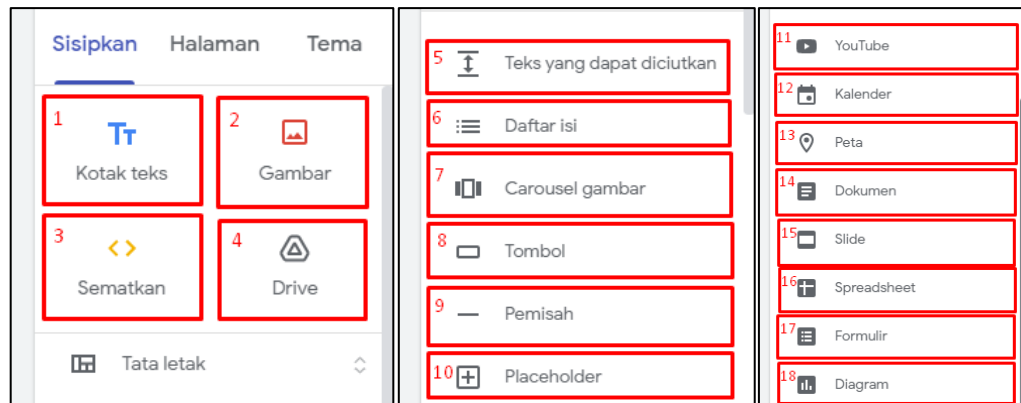 Sisipkan Halaman Tema
1 2
Kotak teks Gambar
3 4
Sematkan Drive
Tata letak
5 Teks yang dapat diciutkan
6 Daftar isi
7 Carousel gambar
8 Tombol
9 Pemisah
10 Placeholder
11 YouTube
12 Kalender
13 Peta
14 Dokumen
15 Slide
16 Spreadsheet
17 Formulir
18 Diagram